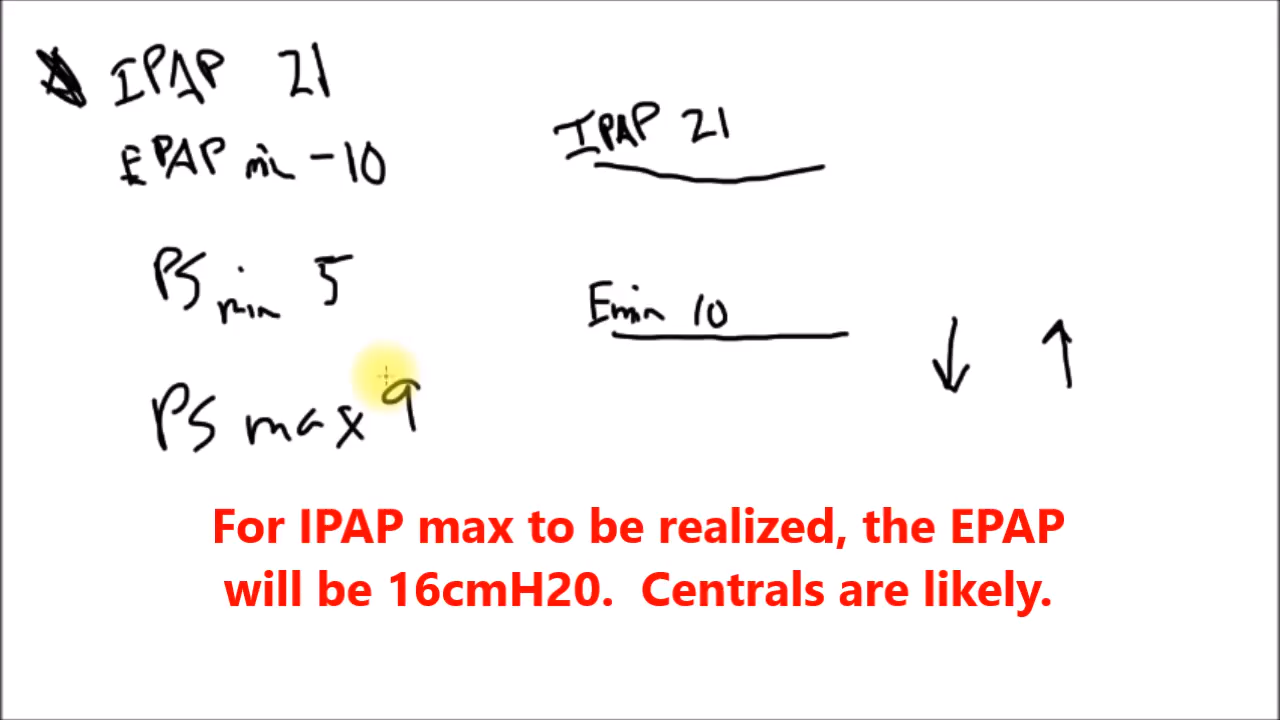 IPAP 21
EPAP min - 10
PS min 5
PS max 9
IPAP 21
Emin 10
For IPAP max to be realized, the EPAP
will be 16cmH20. Centrals are likely.